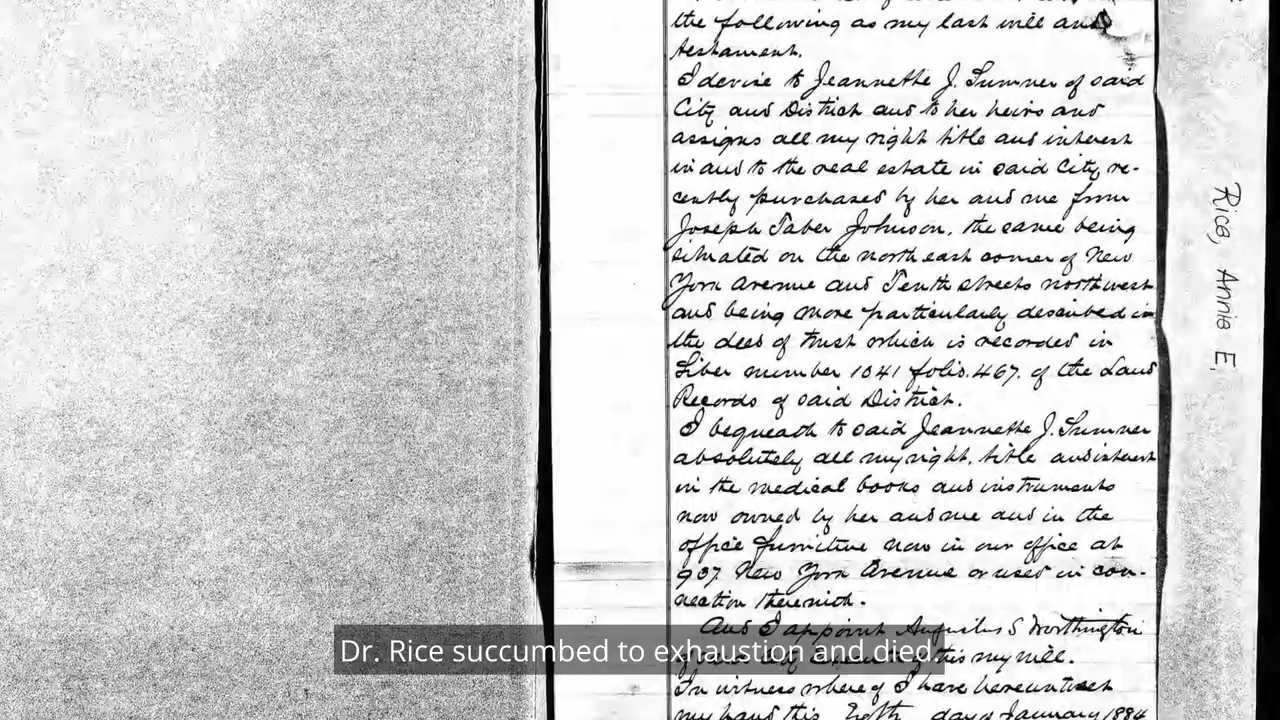 the following as my last will and
testament.
I devise to Jeannette J. Sumner of said
City and District and to her heirs and
assigns all my right title and interest
in and to the real estate in said City re-
cently purchased by her and me from
Joseph Taber Johnson, the same being
situated on the north east corner of New
York Avenue and Tenth streets northwest
and being more particularly described in
the deed of trust which is recorded in
Liber number 1041 folio.467. of the Land
Records of said District.
I bequeath to said Jeannette J. Sumner
absolutely all my right, title and interest
in the medical books and instruments
now owned by her and me and in the
office furniture now in our office at
907 New York Avenue or used in con-
nection therewith.
And I appoint Augustus S Worthington
this my will.
Dr. Rice succumbed to exhaustion and died
In witness whereof I have hereunto set
my hand this day of January 1884
Rice, Annie E.